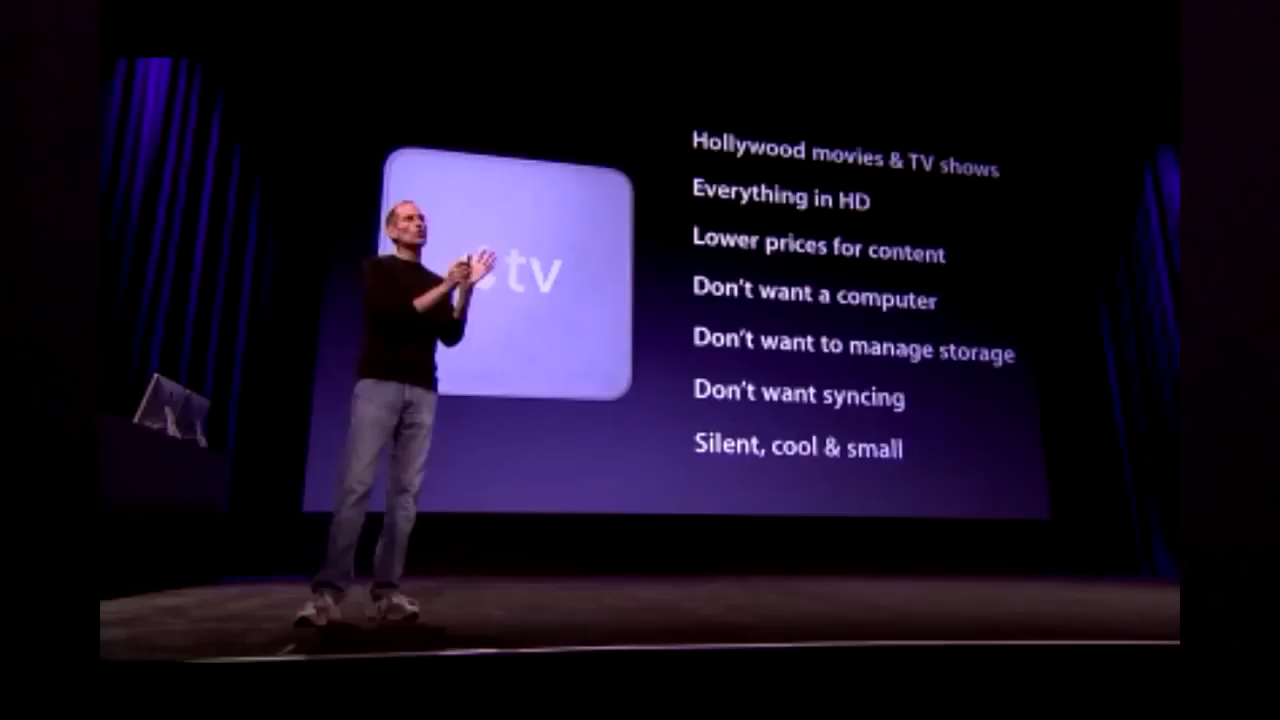 tv
Hollywood movies & TV shows
Everything in HD
Lower prices for content
Don't want a computer
Don't want to manage storage
Don't want syncing
Silent, cool & small